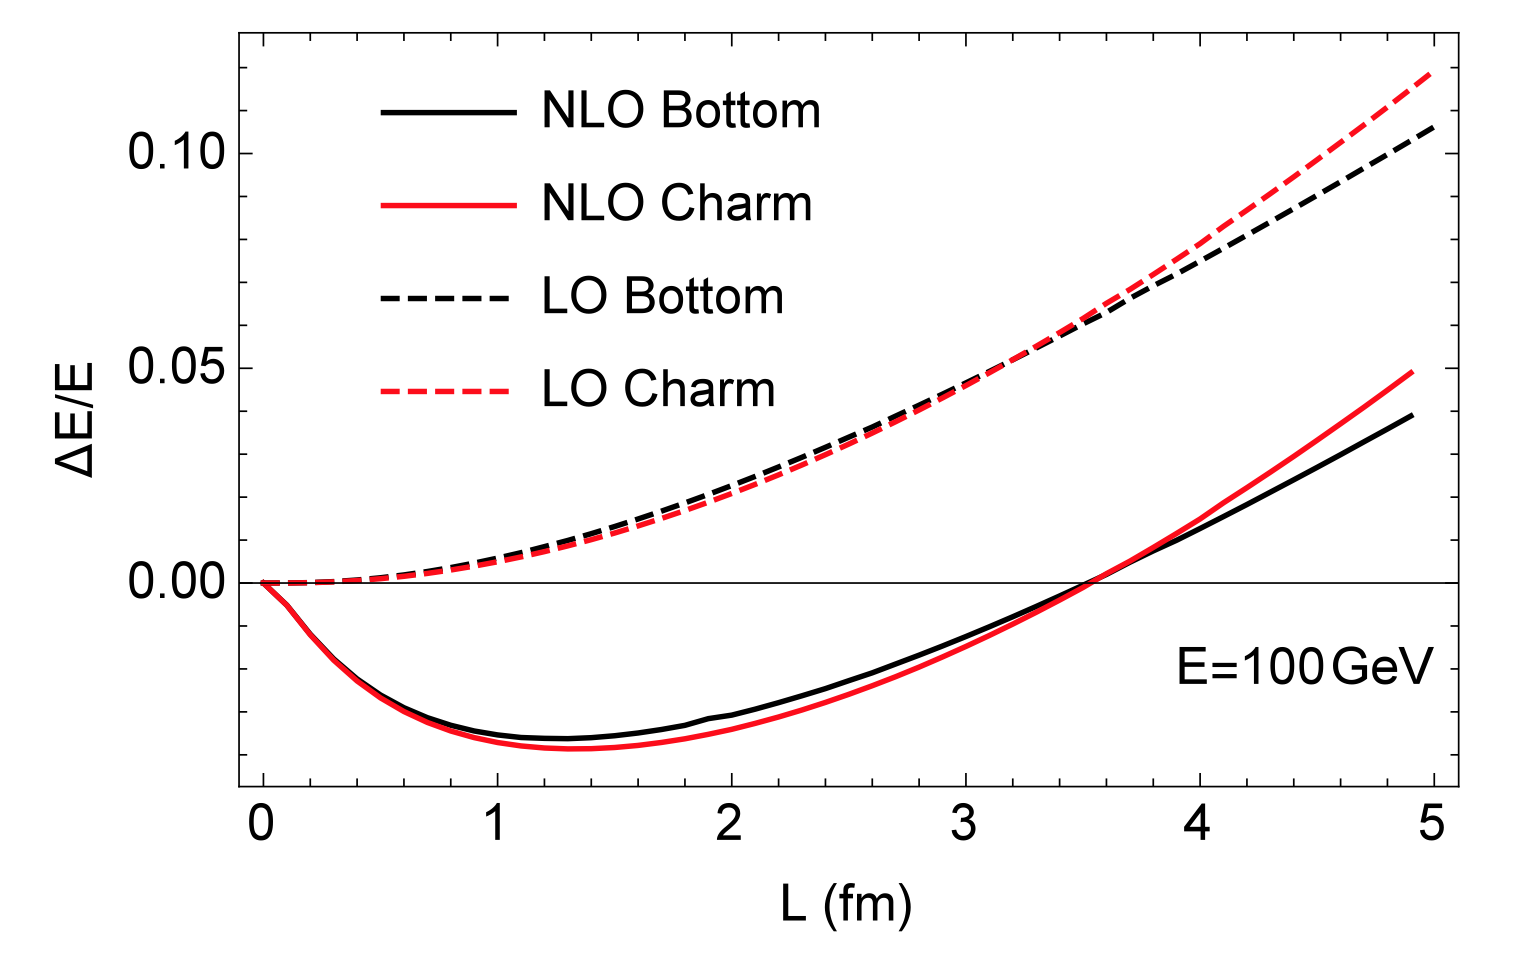 NLO Bottom
NLO Charm
LO Bottom
LO Charm
0.10
0.05
0.00
ΔE/E
E=100 GeV
0 1 2 3 4 5
L (fm)